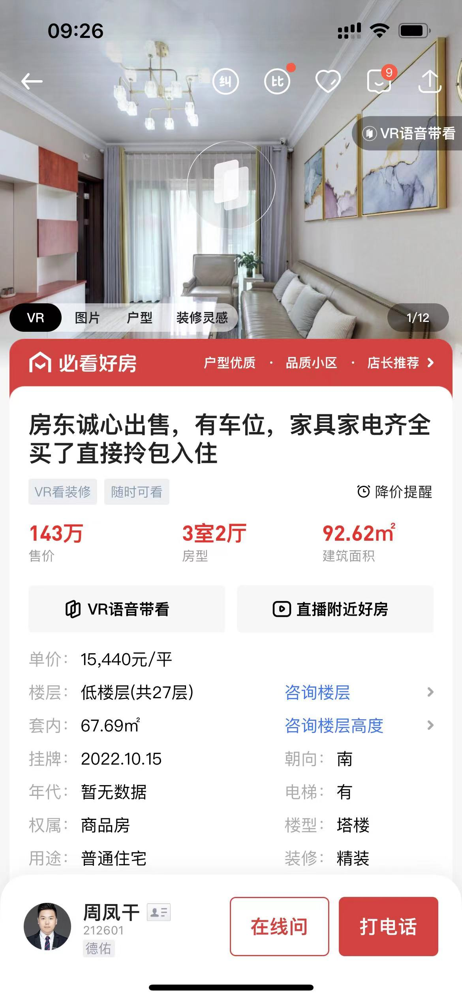 09:26
纠
比
9
VR语音带看
VR
图片
户型
装修灵感
1/12
必看好房
户型优质 · 品质小区 · 店长推荐
房东诚心出售，有车位，家具家电齐全
买了直接拎包入住
VR看装修
随时可看
降价提醒
143万
3室2厅
92.62㎡
售价
房型
建筑面积
VR语音带看
直播附近好房
单价：15,440元/平
楼层：低楼层(共27层)
咨询楼层
套内：67.69㎡
咨询楼层高度
挂牌：2022.10.15
朝向：南
年代：暂无数据
电梯：有
权属：商品房
楼型：塔楼
用途：普通住宅
装修：精装
周凤干
212601
德佑
在线问
打电话